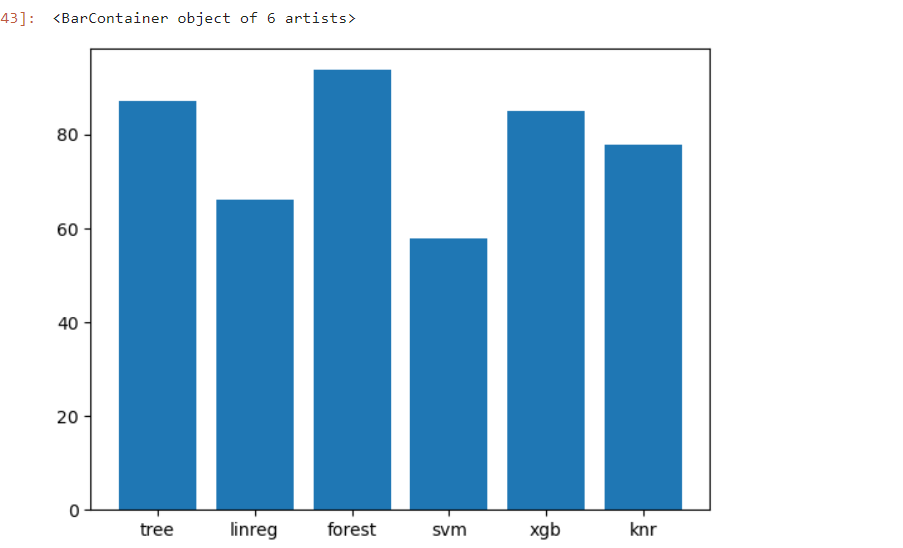 43]: <BarContainer object of 6 artists>
80
60
40
20
0
tree linreg forest svm xgb knr